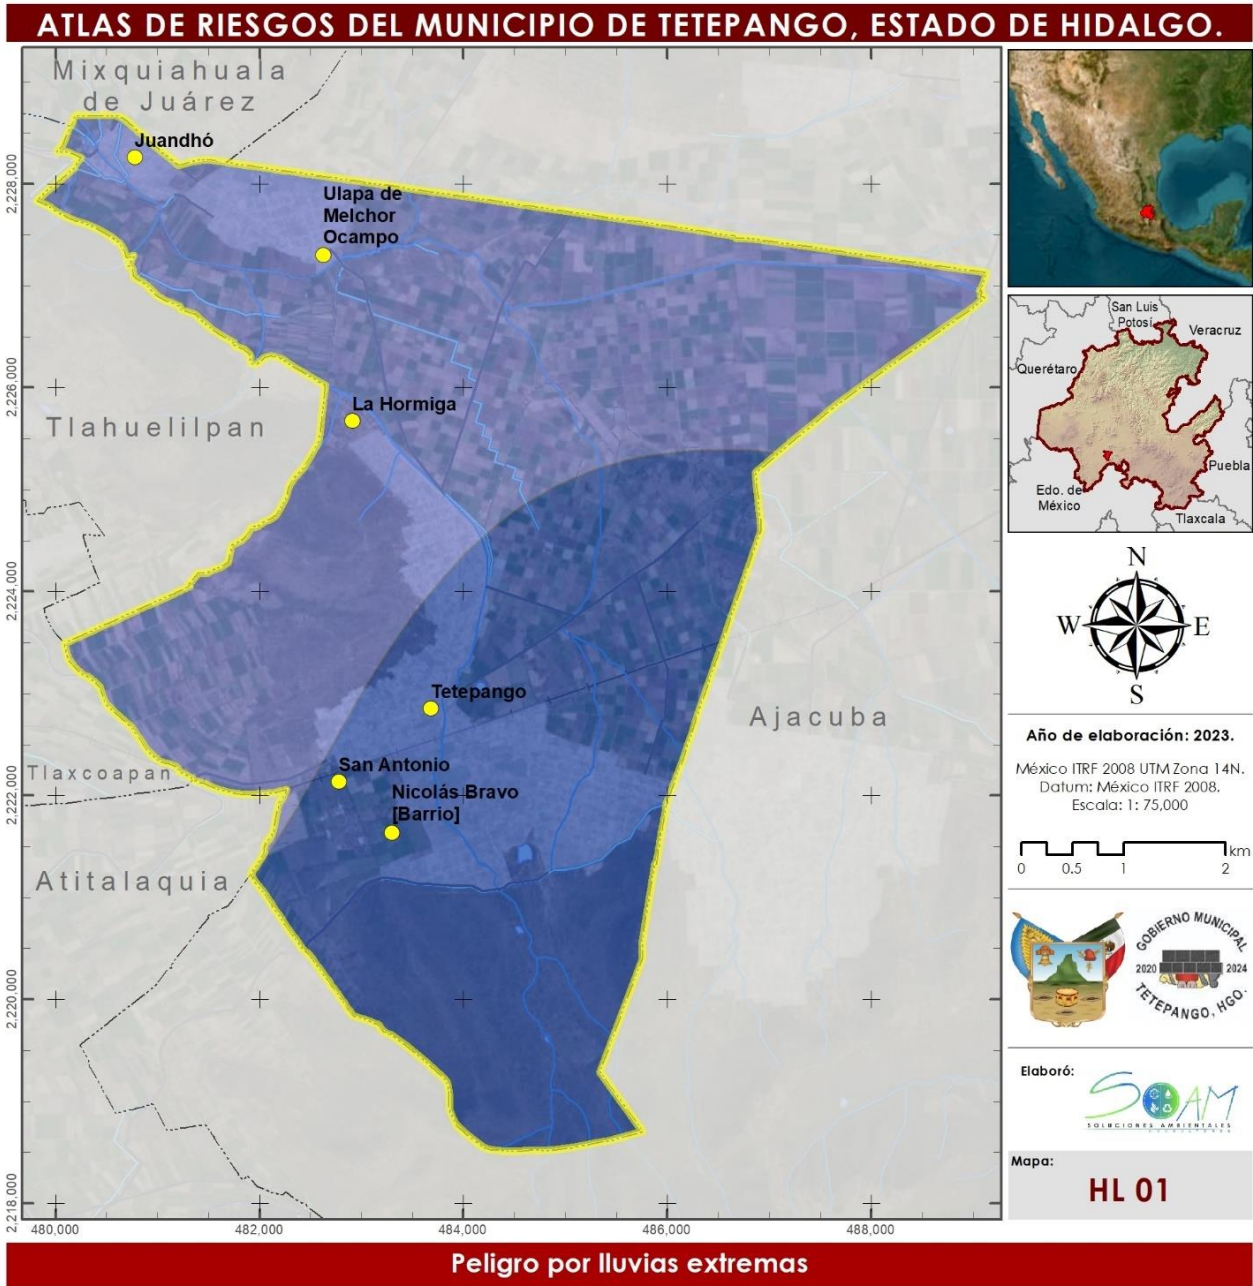 ATLAS DE RIESGOS DEL MUNICIPIO DE TETEPANGO, ESTADO DE HIDALGO.
Mixquiahuala
de Juárez
Juandhó
Ulapa de
Melchor
Ocampo
La Hormiga
Tlahuelilpan
Tetepango
Ajacuba
San Antonio
Tlaxcoapan
Nicolás Bravo
[Barrio]
Atitalaquia
2,228,000
2,226,000
2,224,000
2,222,000
2,220,000
2,218,000
480,000
482,000
484,000
486,000
488,000
San Luis
Potosí
Veracruz
Querétaro
Puebla
Edo. de
México
Tlaxcala
N
W
E
S
Año de elaboración: 2023.
México ITRF 2008 UTM Zona 14N.
Datum: México ITRF 2008.
Escala: 1: 75,000
km
0 0.5 1 2
GOBIERNO MUNICIPAL
2020 2024
TETEPANGO, HGO.
Elaboró:
SOAM
SOLUCIONES AMBIENTALES
Mapa:
HL 01
Peligro por lluvias extremas